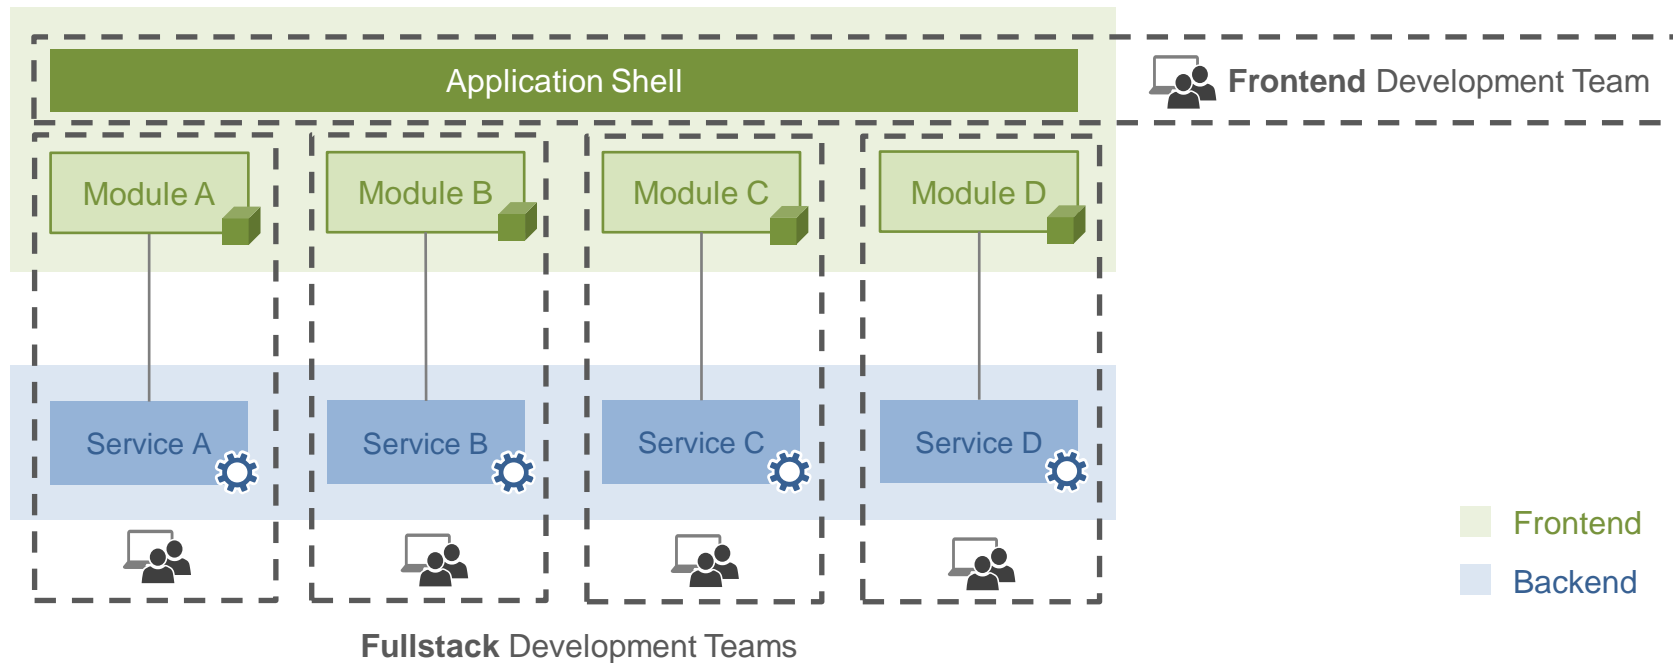 Application Shell
Frontend Development Team
Module A
Module B
Module C
Module D
Service A
Service B
Service C
Service D
Frontend
Backend
Fullstack Development Teams